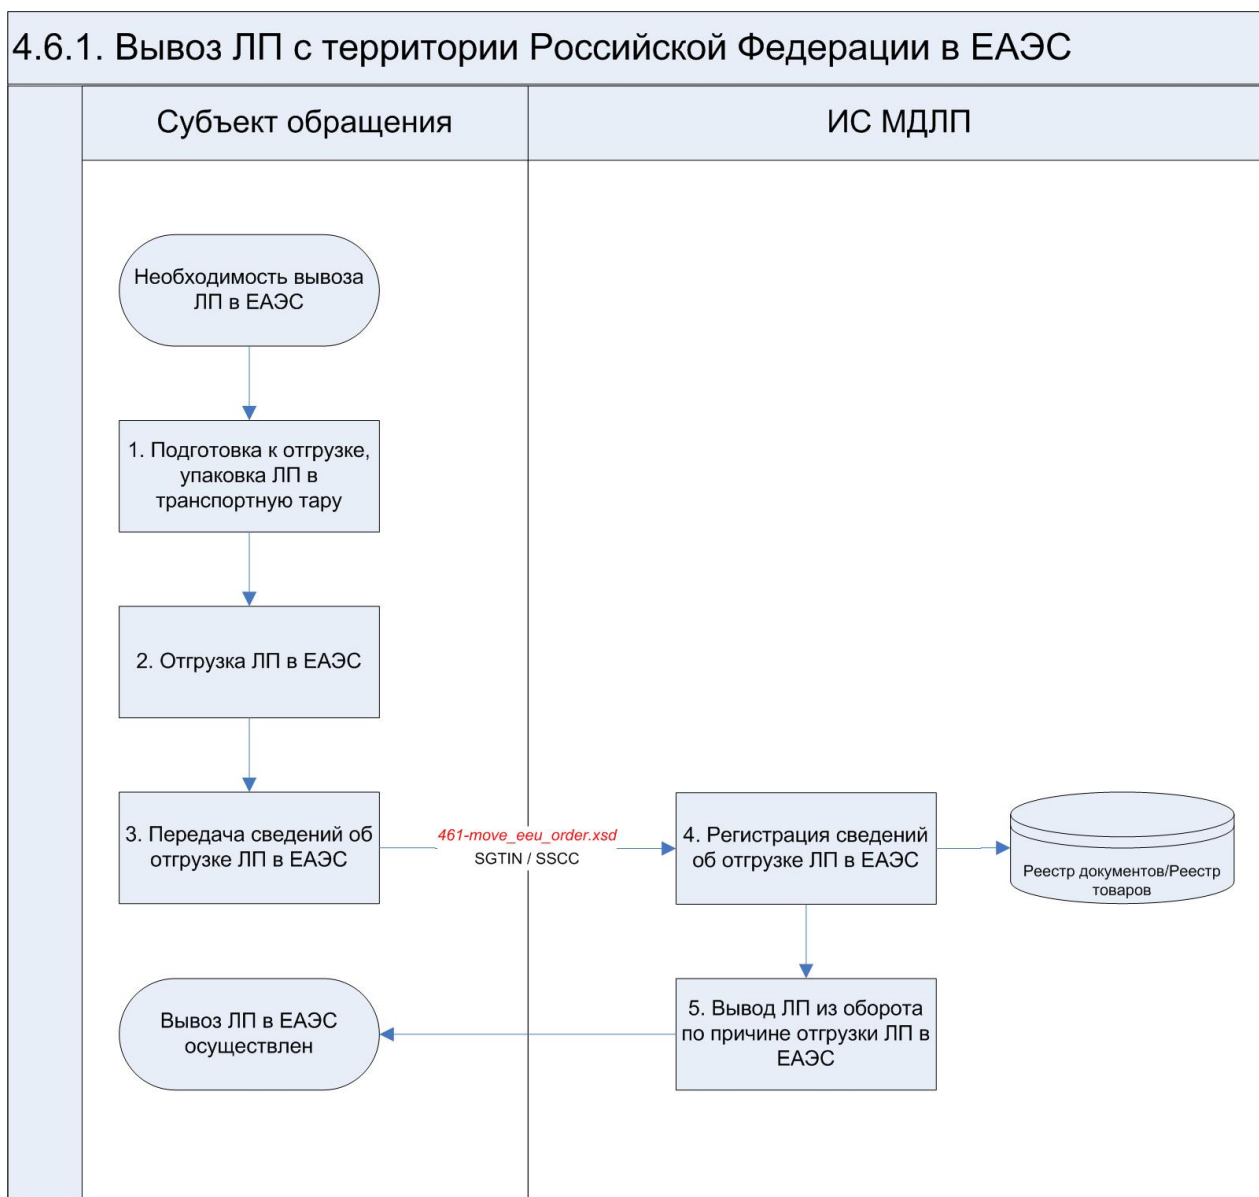 4.6.1. Вывоз ЛП с территории Российской Федерации в ЕАЭС
Субъект обращения
ИС МДЛП
Необходимость вывоза
ЛП в ЕАЭС
1. Подготовка к отгрузке,
упаковка ЛП в
транспортную тару
2. Отгрузка ЛП в ЕАЭС
3. Передача сведений об
отгрузке ЛП в ЕАЭС
461-move_eeu_order.xsd
SGTIN / SSCC
4. Регистрация сведений
об отгрузке ЛП в ЕАЭС
Реестр документов/Реестр
товаров
5. Вывод ЛП из оборота
по причине отгрузки ЛП в
ЕАЭС
Вывоз ЛП в ЕАЭС
осуществлен